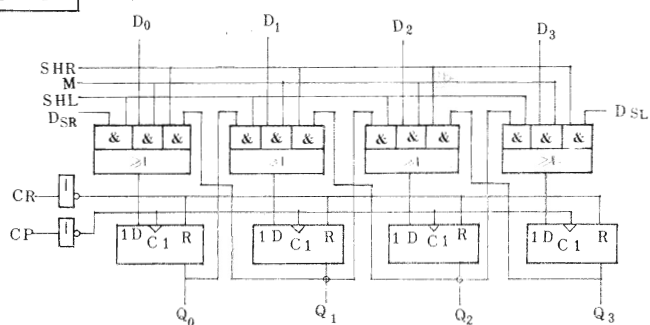 D0 D1 D2 D3
SHR
M
SHL
DSR DSL
& & & & & & & & & & & &
≥1 ≥1 ≥1 ≥1
CR 1
CP 1
1D C1 R 1D C1 R 1D C1 R 1D C1 R
Q0 Q1 Q2 Q3